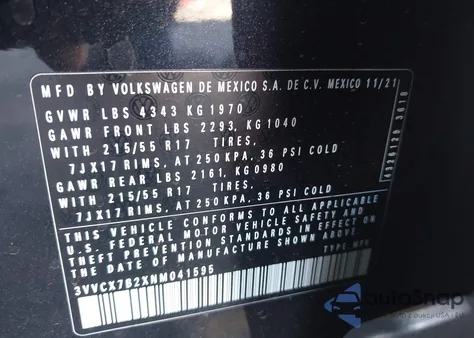 MFD BY VOLKSWAGEN DE MEXICO S.A. DE C.V. MEXICO 11/21
GVWR LBS 4343 KG 1970
GAWR FRONT LBS 2293, KG 1040
WITH 215/55 R17 TIRES,
7JX17 RIMS, AT 250 KPA, 36 PSI COLD
GAWR REAR LBS 2161, KG 0980
WITH 215/55 R17 TIRES,
7JX17 RIMS, AT 250 KPA, 36 PSI COLD
THIS VEHICLE CONFORMS TO ALL APPLICABLE
U.S. FEDERAL MOTOR VEHICLE SAFETY AND
THEFT PREVENTION STANDARDS IN EFFECT ON
THE DATE OF MANUFACTURE SHOWN ABOVE
3VVCX7B2XNM041595 TYPE: MPV
autoSnap